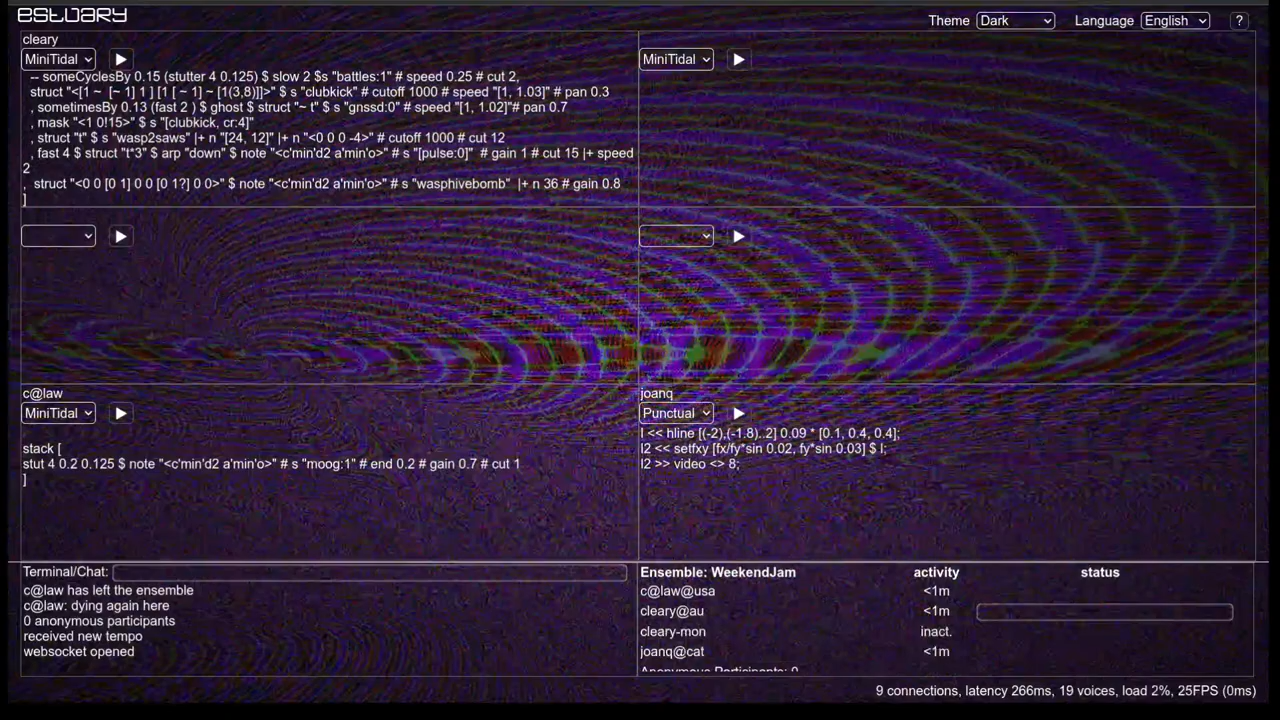 estuary
Theme Dark Language English ?
cleary
MiniTidal
MiniTidal
-- someCyclesBy 0.15 (stutter 4 0.125) $ slow 2 $s "battles:1" # speed 0.25 # cut 2,
struct "<[1 ~ [~ 1] 1 ] [1 [ ~ 1] ~ [1(3,8)]]>" $ s "clubkick" # cutoff 1000 # speed "[1, 1.03]" # pan 0.3
, sometimesBy 0.13 (fast 2 ) $ ghost $ struct "~ t" $ s "gnssd:0" # speed "[1, 1.02]"# pan 0.7
, mask "<1 0!15>" $ s "[clubkick, cr:4]"
, struct "t" $ s "wasp2saws" |+ n "[24, 12]" |+ n "<0 0 0 -4>" # cutoff 1000 # cut 12
, fast 4 $ struct "t*3" $ arp "down" $ note "<c'min'd2 a'min'o>" # s "[pulse:0]" # gain 1 # cut 15 |+ speed
2
, struct "<0 0 [0 1] 0 0 [0 1?] 0 0>" $ note "<c'min'd2 a'min'o>" # s "wasphivebomb" |+ n 36 # gain 0.8
]
c@law
MiniTidal
stack [
stut 4 0.2 0.125 $ note "<c'min'd2 a'min'o>" # s "moog:1" # end 0.2 # gain 0.7 # cut 1
]
joanq
Punctual
l << hline [(-2),(-1.8)..2] 0.09 * [0.1, 0.4, 0.4];
l2 << setfxy [fx/fy*sin 0.02, fy*sin 0.03] $ l;
l2 >> video <> 8;
Terminal/Chat:
c@law has left the ensemble
c@law: dying again here
0 anonymous participants
received new tempo
websocket opened
Ensemble: WeekendJam activity status
c@law@usa <1m
cleary@au <1m
cleary-mon inact.
joanq@cat <1m
Anonymous Participants: 0
9 connections, latency 266ms, 19 voices, load 2%, 25FPS (0ms)